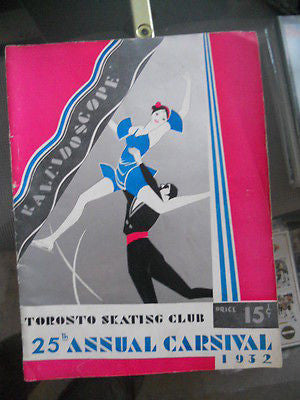 KALEIDOSCOPE
TORONTO SKATING CLUB
PRICE 15¢
25th ANNUAL CARNIVAL
1932